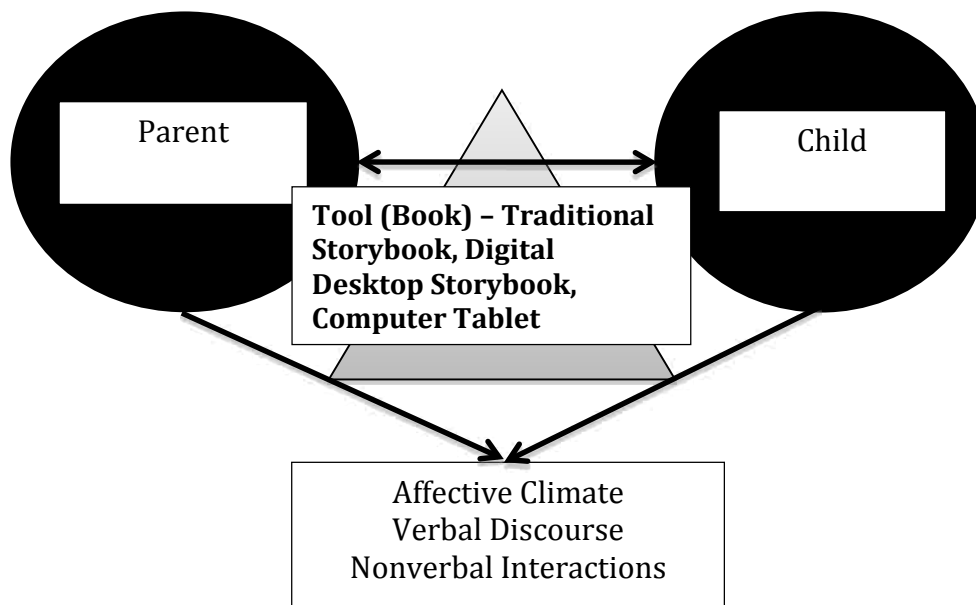 Parent
Child
Tool (Book) – Traditional
Storybook, Digital
Desktop Storybook,
Computer Tablet
Affective Climate
Verbal Discourse
Nonverbal Interactions